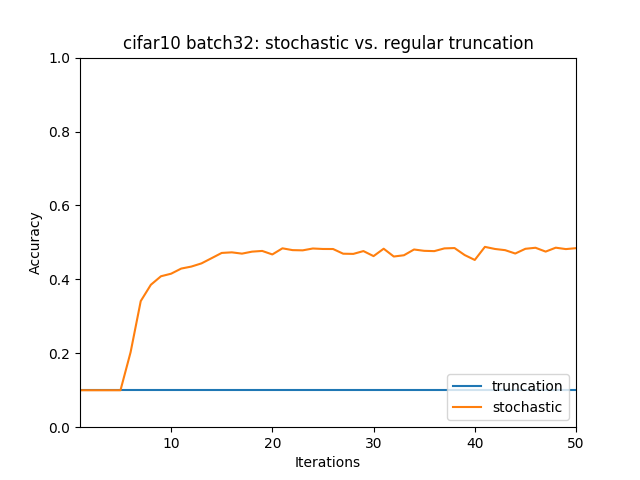 cifar10 batch32: stochastic vs. regular truncation
1.0
0.8
0.6
0.4
0.2
0.0
Accuracy
truncation
stochastic
10
20
30
40
50
Iterations